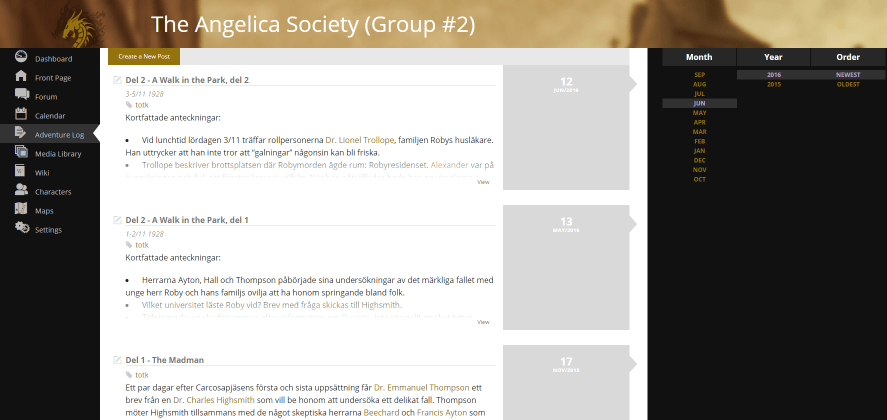 The Angelica Society (Group #2)
Dashboard
Front Page
Forum
Calendar
Adventure Log
Media Library
Wiki
Characters
Maps
Settings
Create a New Post
Del 2 - A Walk in the Park, del 2
3-5/11 1928
totk
Kortfattade anteckningar:
• Vid lunchtid lördagen 3/11 träffar rollpersonerna Dr. Lionel Trollope, familjen Robys husläkare.
Han uttrycker att han inte tror att "galningar" någonsin kan bli friska.
• Trollope beskriver brottsplatsen där Robymorden ägde rum: Robyresidenset. Alexander var på
View
12
JUN/2016
Del 2 - A Walk in the Park, del 1
1-2/11 1928
totk
Kortfattade anteckningar:
• Herrarna Ayton, Hall och Thompson påbörjade sina undersökningar av det märkliga fallet med
unge herr Roby och hans familjs ovilja att ha honom springande bland folk.
• Vilket universitet läste Roby vid? Brev med fråga skickas till Highsmith.
View
13
MAY/2016
Del 1 - The Madman
totk
Ett par dagar efter Carcosapjäsens första och sista uppsättning får Dr. Emmanuel Thompson ett
brev från en Dr. Charles Highsmith som vill be honom att undersöka ett delikat fall. Thompson
möter Highsmith tillsammans med de något skeptiska herrarna Beechard och Francis Ayton som
17
NOV/2015
Month Year Order
SEP 2016 NEWEST
AUG 2015 OLDEST
JUL
JUN
MAY
APR
MAR
FEB
JAN
DEC
NOV
OCT